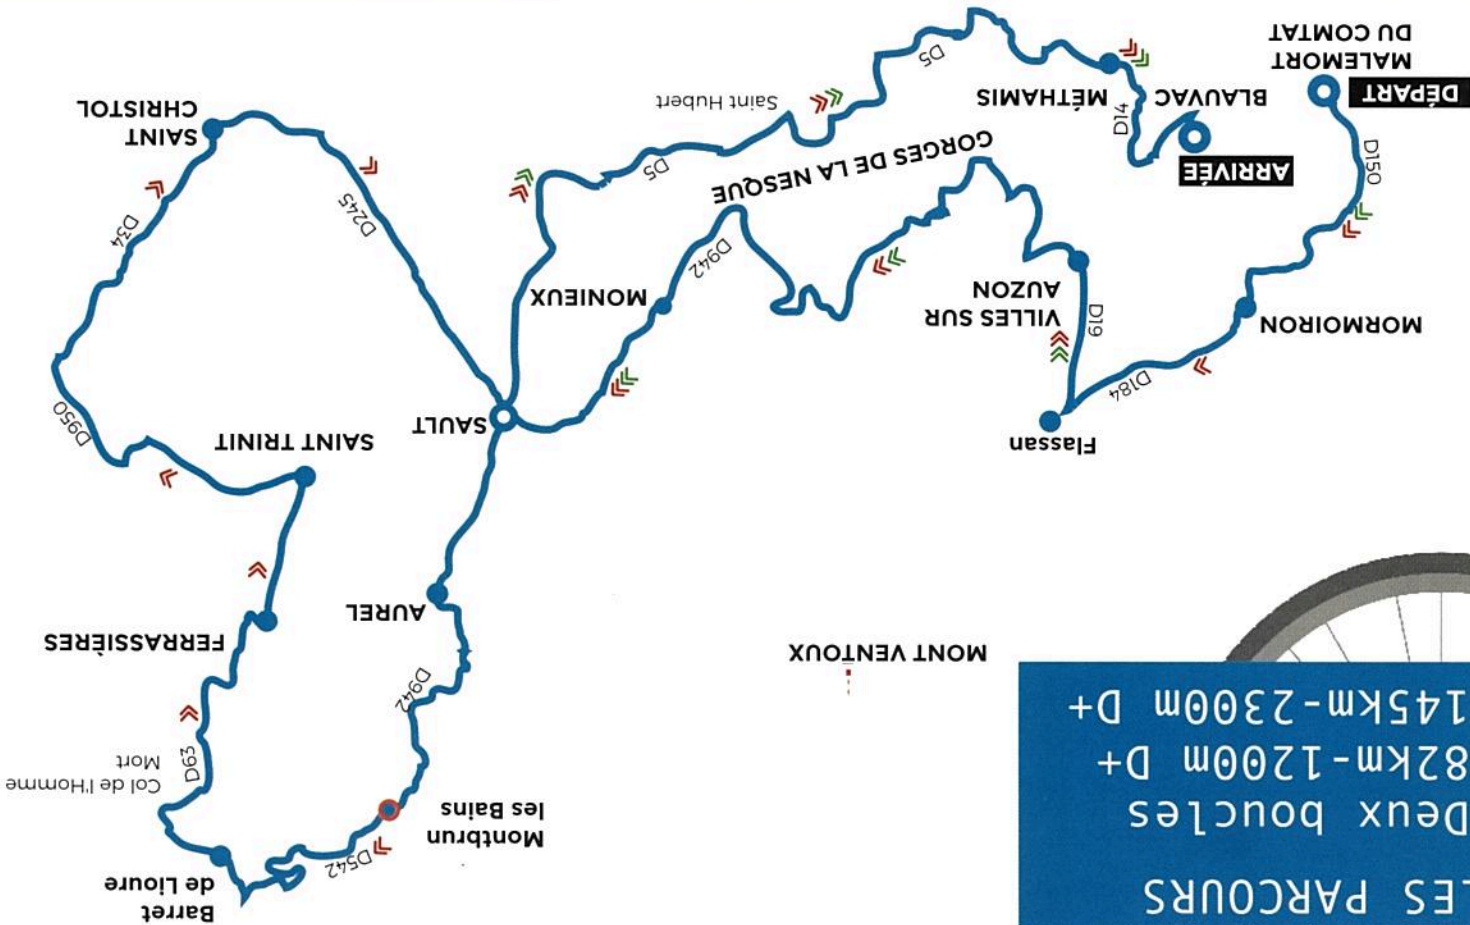 LES PARCOURS
Deux boucles
82km-1200m D+
145km-2300m D+
Barret
de Lioure
D542
Montbrun
les Bains
Col de l'Homme
Mort
D63
D942
MONT VENTOUX
FERRASSIÈRES
AUREL
SAINT TRINIT
D950
SAULT
Flassan
D184
MORMOIRON
D19
VILLES SUR
AUZON
MONIEUX
D942
D34
D245
GORGES DE LA NESQUE
D5
D150
ARRIVÉE
BLAUVAC
D14
MÉTHAMIS
Saint Hubert
SAINT
CHRISTOL
DÉPART
MALEMORT
DU COMTAT
D5